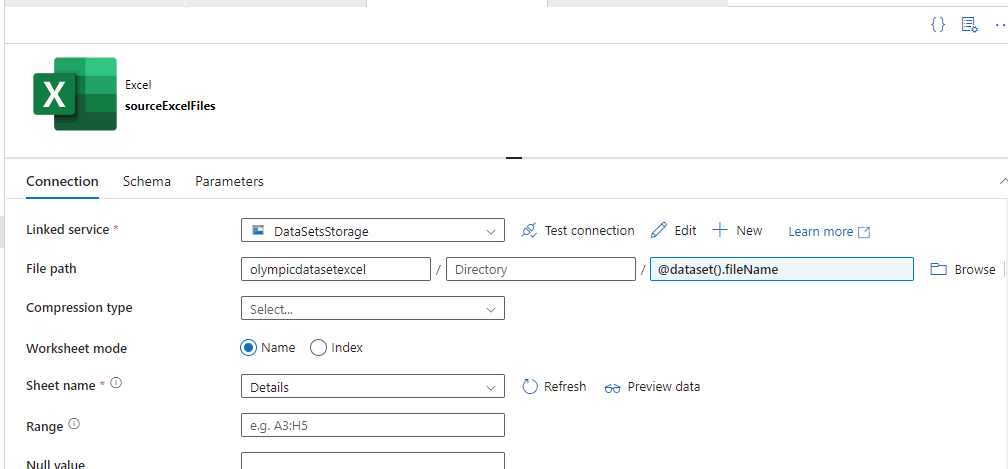 {}
X
Excel
sourceExcelFiles
Connection Schema Parameters
Linked service * DataSetsStorage Test connection Edit New Learn more
File path olympicdatasetexcel / Directory / @dataset().fileName Browse
Compression type Select...
Worksheet mode Name Index
Sheet name * Details Refresh Preview data
Range e.g. A3:H5
Null value